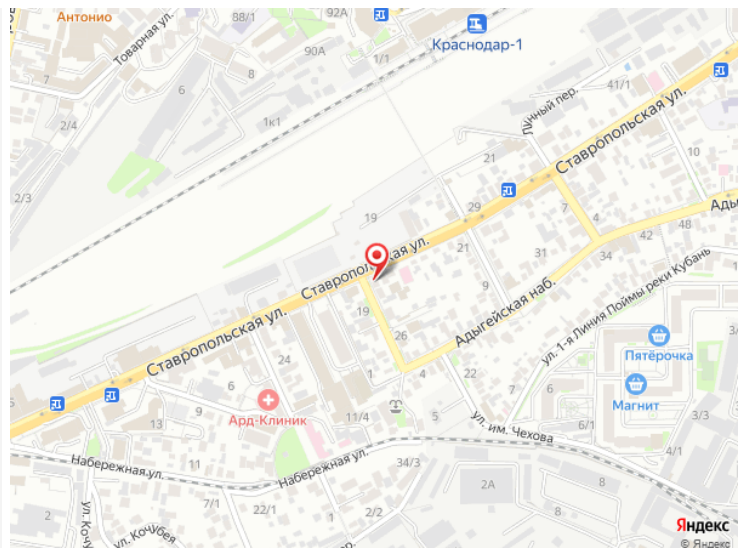 Антонио
88/1
92А
Товарная ул.
90А
1/1
Краснодар-1
8
6
2/4
1к1
2/3
Лунный пер.
41/1
Ставропольская ул.
21
10
19
29
7
4
42
48
Ады
21
31
34
9
Ставропольская ул.
Адыгейская наб.
ул. 1-я Линия Поймы реки Кубань
Ставропольская ул.
19
26
24
1
4
22
7
Пятёрочка
Магнит
Ард-Клиник
11/4
5
6
6/1
3/3
4/1
9
13
11
ул. им. Чехова
Набережная ул.
Набережная ул.
34/3
7/1
22/1
1
2/2
2А
2
8
9
ул. Кочубея
ул. Кочубея
Яндекс
© Яндекс